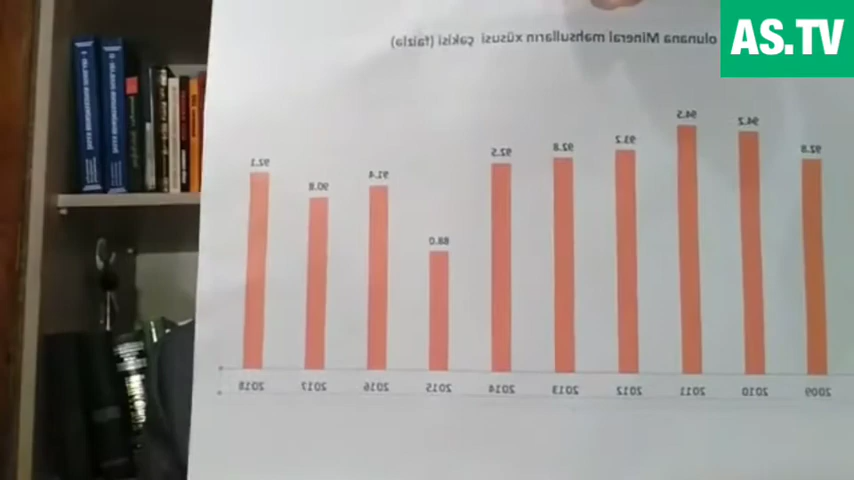 AS.TV
olunana Mineral məhsulların xüsusi çəkisi (faizlə)
92.8 94.2 94.5 93.2 92.8 92.5 88.0 91.4 90.8 92.1
2009 2010 2011 2012 2013 2014 2015 2016 2017 2018